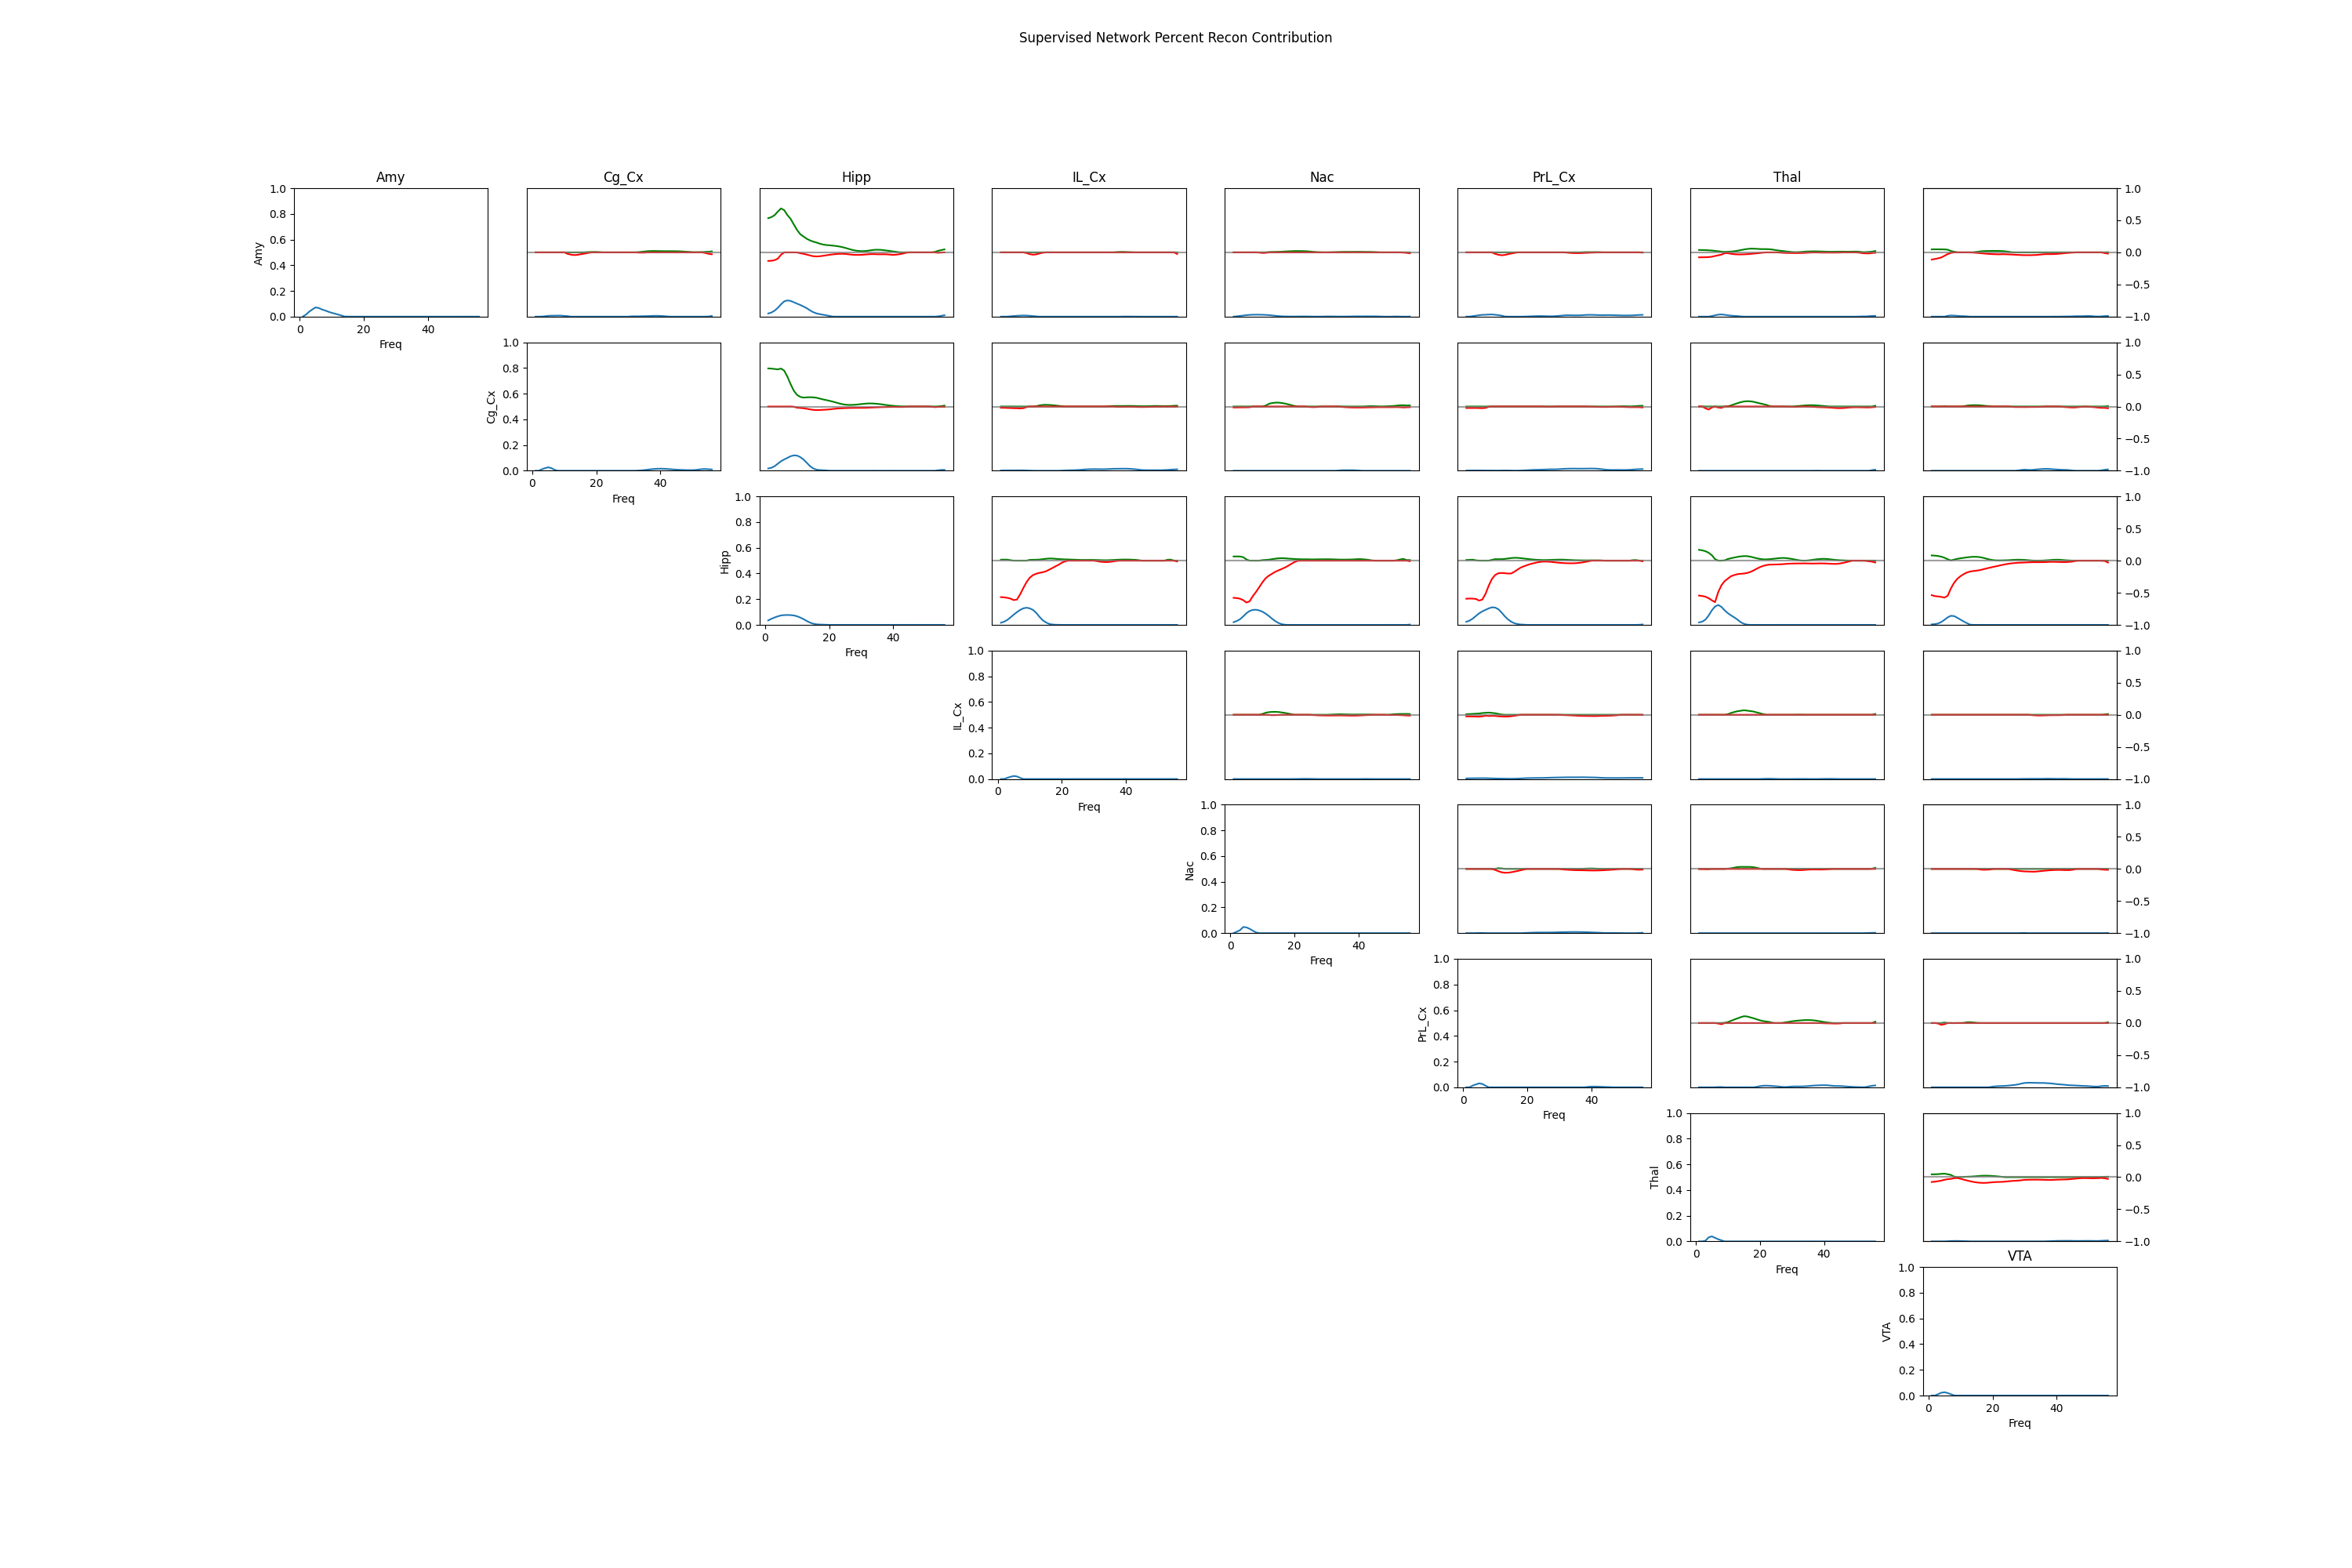 Supervised Network Percent Recon Contribution
Amy Cg_Cx Hipp IL_Cx Nac PrL_Cx Thal
1.0 1.0
0.8 0.5
Amy 0.6 0.0
0.4
0.2 −0.5
0.0 −1.0
0 20 40
Freq
1.0 1.0
0.8 0.5
Cg_Cx 0.6 0.0
0.4
0.2 −0.5
0.0 −1.0
0 20 40
Freq
1.0 1.0
0.8 0.5
Hipp 0.6 0.0
0.4
0.2 −0.5
0.0 −1.0
0 20 40
Freq
1.0 1.0
0.8 0.5
IL_Cx 0.6 0.0
0.4
0.2 −0.5
0.0 −1.0
0 20 40
Freq
1.0 1.0
0.8 0.5
Nac 0.6 0.0
0.4
0.2 −0.5
0.0 −1.0
0 20 40
Freq
1.0 1.0
0.8 0.5
PrL_Cx 0.6 0.0
0.4
0.2 −0.5
0.0 −1.0
0 20 40
Freq
1.0 1.0
0.8 0.5
Thal 0.6 0.0
0.4
0.2 −0.5
0.0 −1.0
0 20 40
Freq
VTA
1.0
0.8
VTA 0.6
0.4
0.2
0.0
0 20 40
Freq